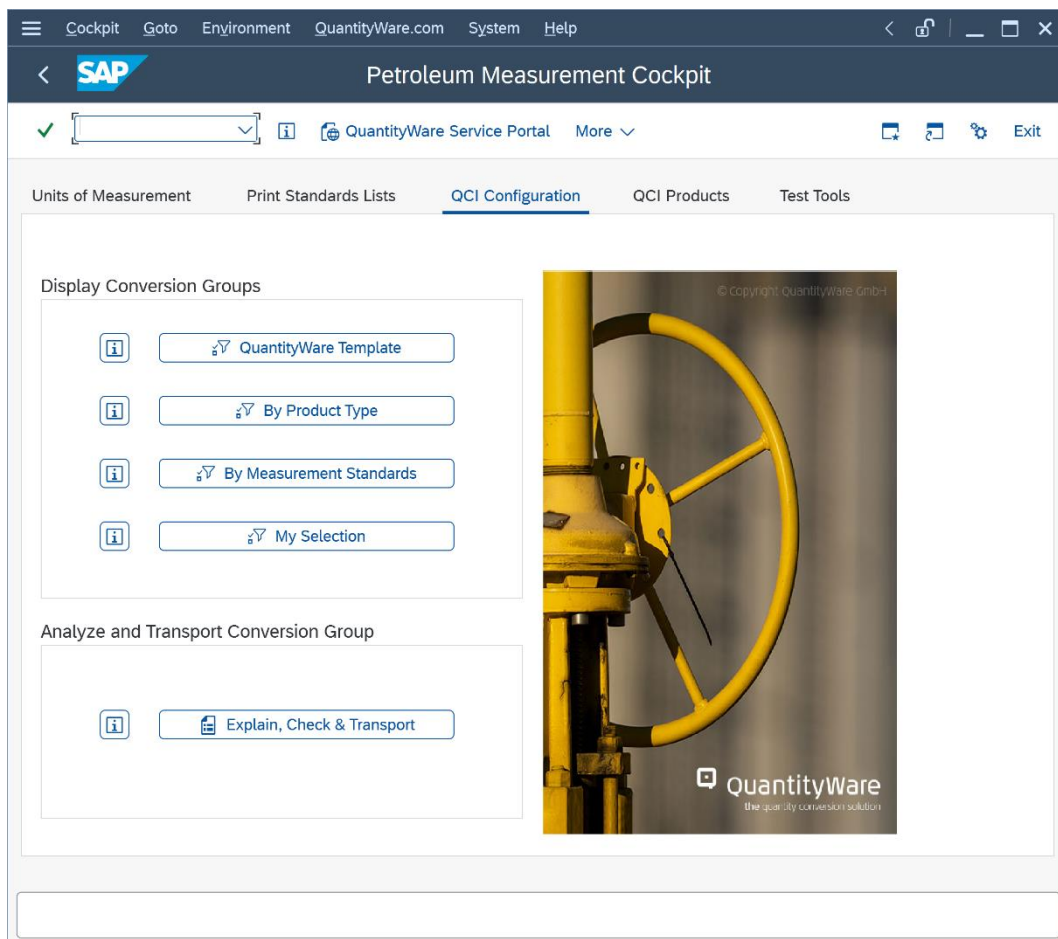 Cockpit Goto Environment QuantityWare.com System Help
SAP Petroleum Measurement Cockpit
QuantityWare Service Portal More Exit
Units of Measurement Print Standards Lists QCI Configuration QCI Products Test Tools
Display Conversion Groups
© Copyright QuantityWare GmbH
QuantityWare Template
By Product Type
By Measurement Standards
My Selection
Analyze and Transport Conversion Group
Explain, Check & Transport
QuantityWare
the quantity conversion solution